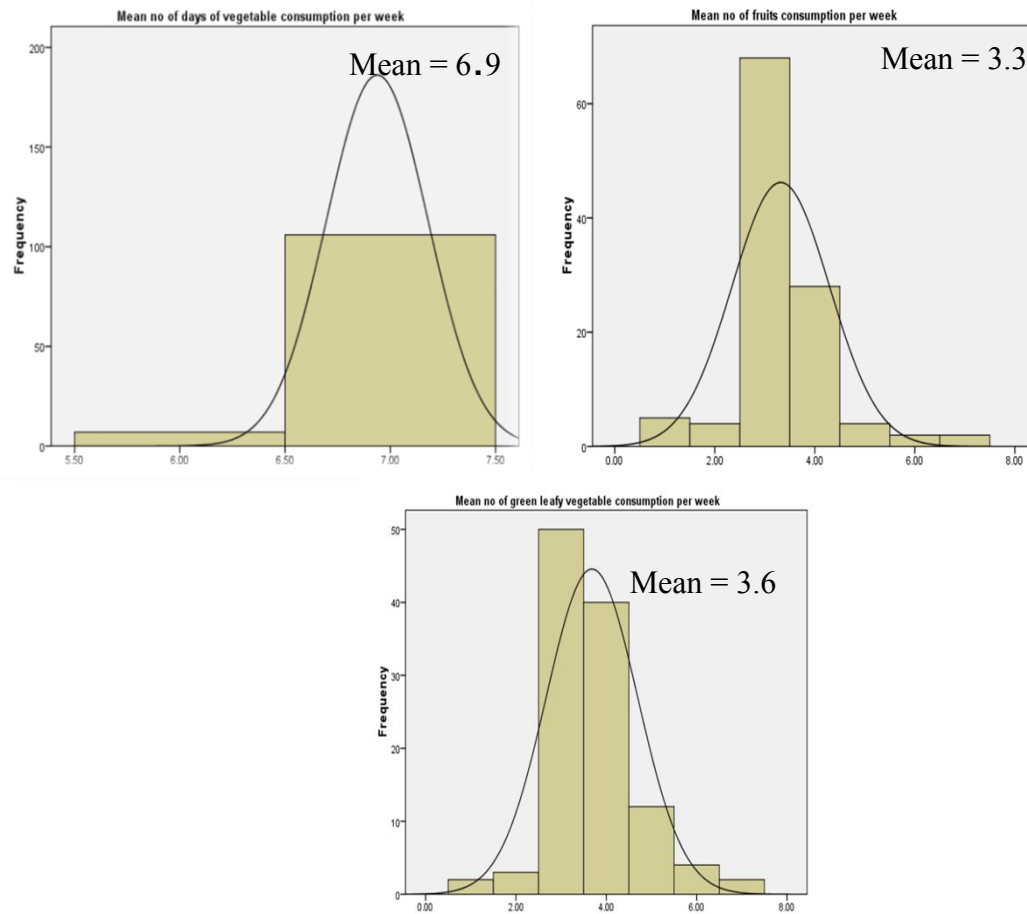 Mean no of days of vegetable consumption per week
Mean = 6.9
Frequency
200
150
100
50
0
5.50 6.00 6.50 7.00 7.50
Mean no of fruits consumption per week
Mean = 3.3
Frequency
60
40
20
0
0.00 2.00 4.00 6.00 8.00
Mean no of green leafy vegetable consumption per week
Mean = 3.6
Frequency
50
40
30
20
10
0
0.00 2.00 4.00 6.00 8.00